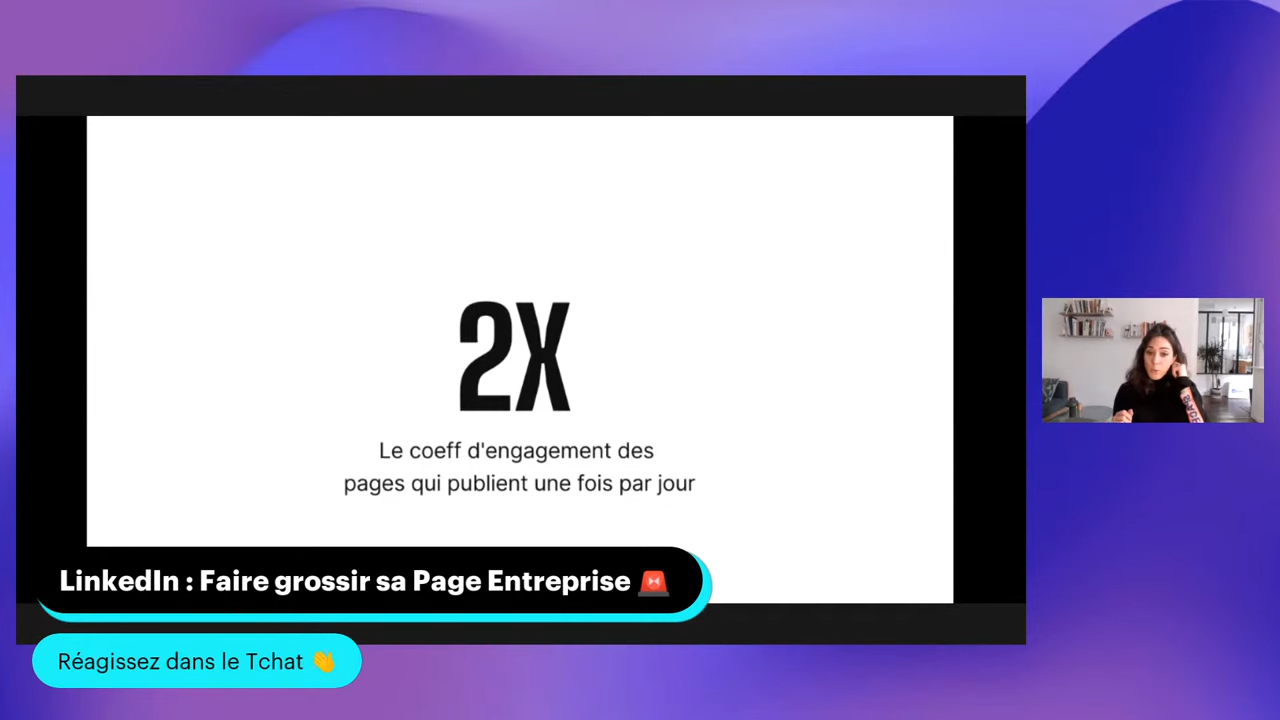 2X
Le coeff d'engagement des
pages qui publient une fois par jour
LinkedIn : Faire grossir sa Page Entreprise 🚨
Réagissez dans le Tchat 👋